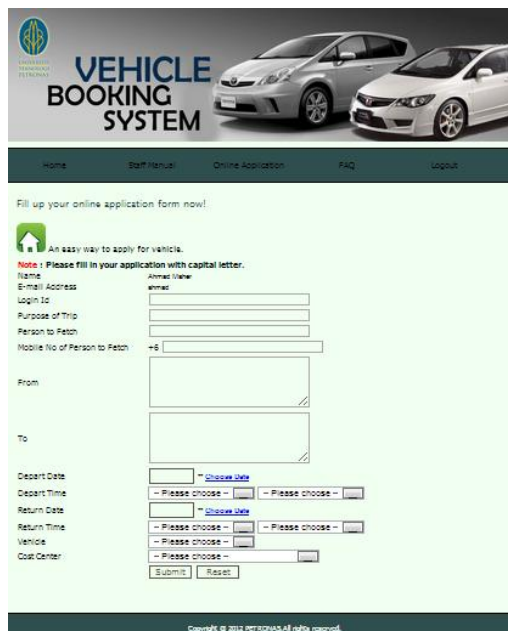 UNIVERSITI
TEKNOLOGI
PETRONAS
VEHICLE
BOOKING
SYSTEM
Home Staff Manual Online Application FAQ Logout
Fill up your online application form now!
An easy way to apply for vehicle.
Note : Please fill in your application with capital letter.
Name Ahmad Maher
E-mail Address ahmad
Login Id
Purpose of Trip
Person to Fetch
Mobile No of Person to Fetch +6
From
To
Depart Date - Choose Date
Depart Time -- Please choose -- -- Please choose --
Return Date - Choose Date
Return Time -- Please choose -- -- Please choose --
Vehicle -- Please choose --
Cost Center -- Please choose --
Submit Reset
Copyright @ 2012 PETRONAS.All rights reserved.